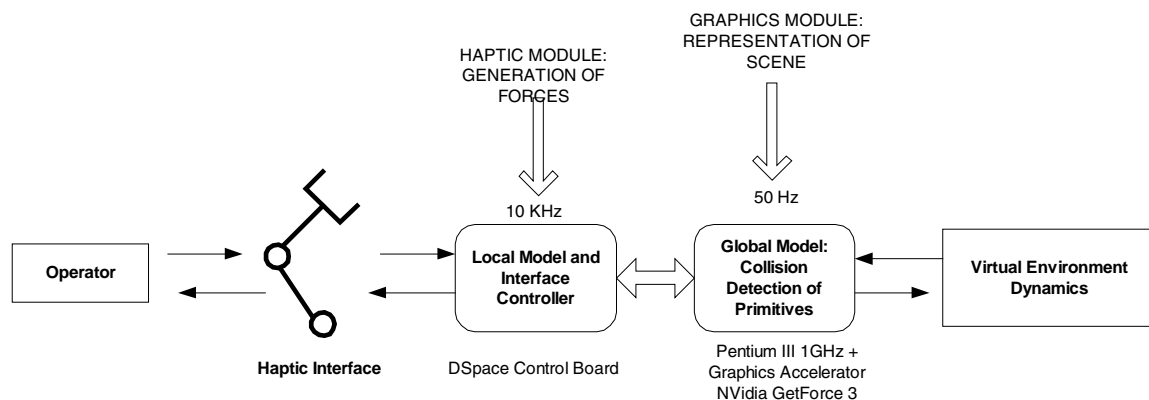 GRAPHICS MODULE:
REPRESENTATION OF
SCENE
HAPTIC MODULE:
GENERATION OF
FORCES
10 KHz
50 Hz
Operator
Haptic Interface
Local Model and
Interface
Controller
DSpace Control Board
Global Model:
Collision
Detection of
Primitives
Pentium III 1GHz +
Graphics Accelerator
NVidia GetForce 3
Virtual Environment
Dynamics